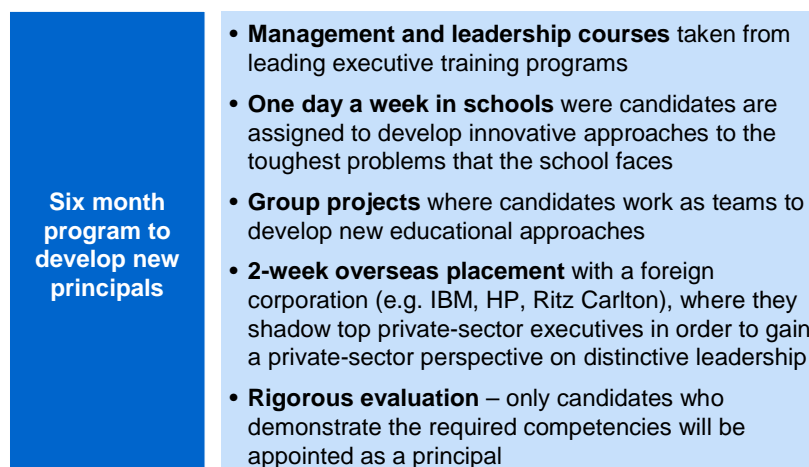 Six month
program to
develop new
principals
• Management and leadership courses taken from
leading executive training programs
• One day a week in schools were candidates are
assigned to develop innovative approaches to the
toughest problems that the school faces
• Group projects where candidates work as teams to
develop new educational approaches
• 2-week overseas placement with a foreign
corporation (e.g. IBM, HP, Ritz Carlton), where they
shadow top private-sector executives in order to gain
a private-sector perspective on distinctive leadership
• Rigorous evaluation – only candidates who
demonstrate the required competencies will be
appointed as a principal